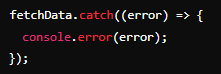 fetchData.catch((error) => {
  console.error(error);
});